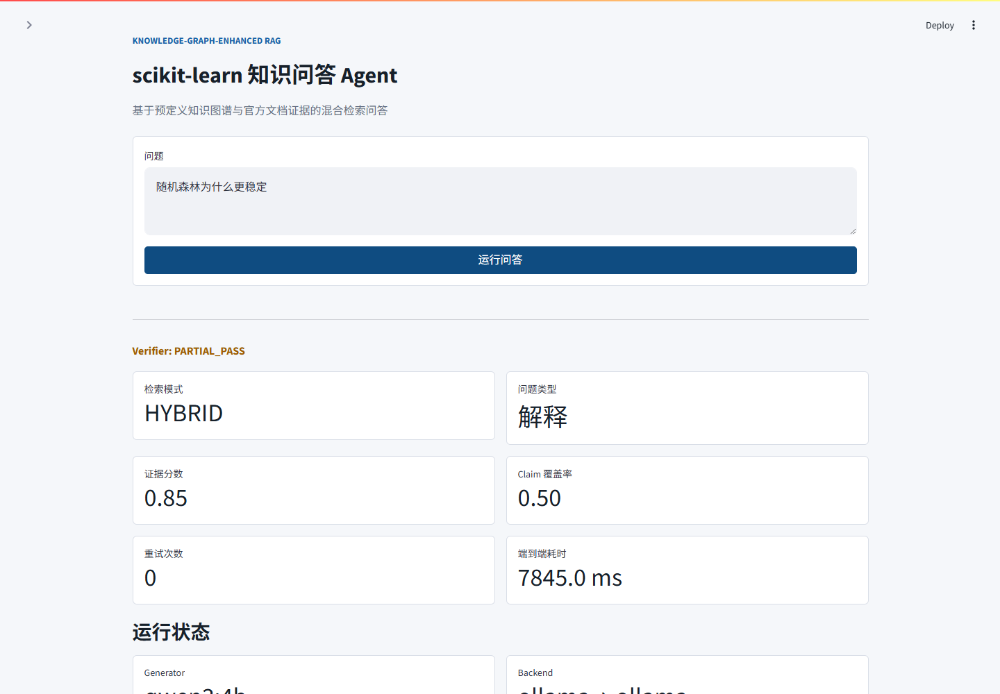 Deploy
KNOWLEDGE-GRAPH-ENHANCED RAG
scikit-learn 知识问答 Agent
基于预定义知识图谱与官方文档证据的混合检索问答
问题
随机森林为什么更稳定
运行问答
Verifier: PARTIAL_PASS
检索模式
HYBRID
问题类型
解释
证据分数
0.85
Claim 覆盖率
0.50
重试次数
0
端到端耗时
7845.0 ms
运行状态
Generator
Backend